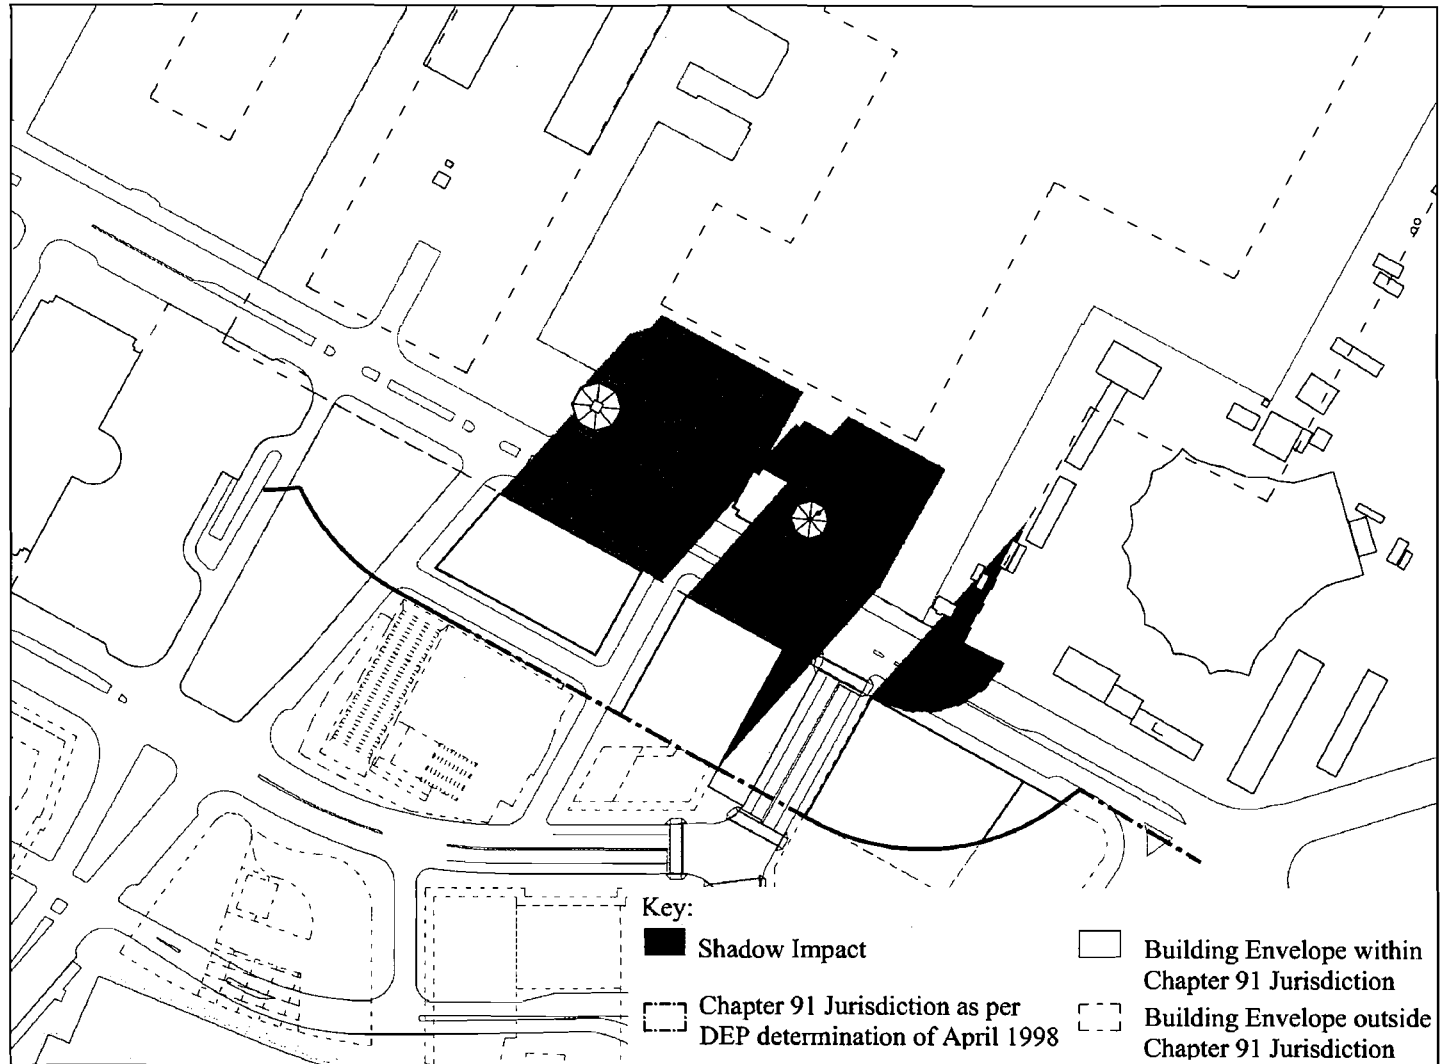 Key:
Shadow Impact
Chapter 91 Jurisdiction as per
DEP determination of April 1998
Building Envelope within
Chapter 91 Jurisdiction
Building Envelope outside
Chapter 91 Jurisdiction